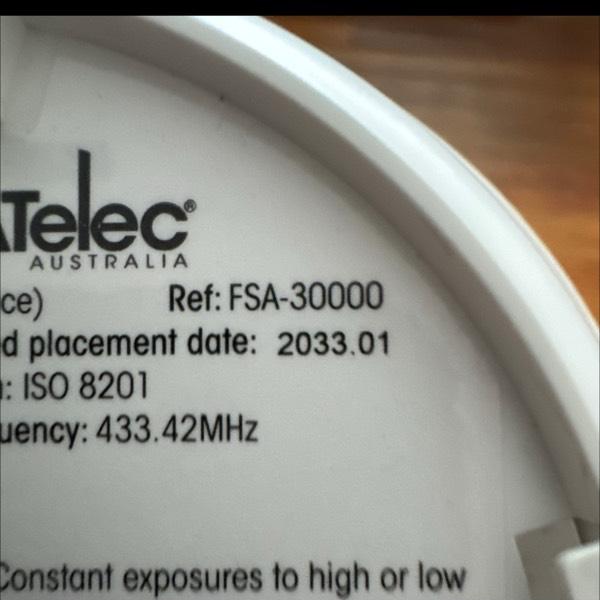 Telec®
AUSTRALIA
ce) Ref: FSA-30000
d placement date: 2033.01
: ISO 8201
uency: 433.42MHz
Constant exposures to high or low